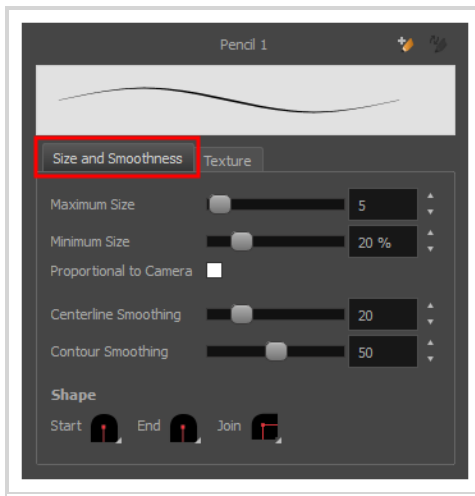 Pencil 1
Size and Smoothness Texture
Maximum Size 5
Minimum Size 20 %
Proportional to Camera
Centerline Smoothing 20
Contour Smoothing 50
Shape
Start End Join